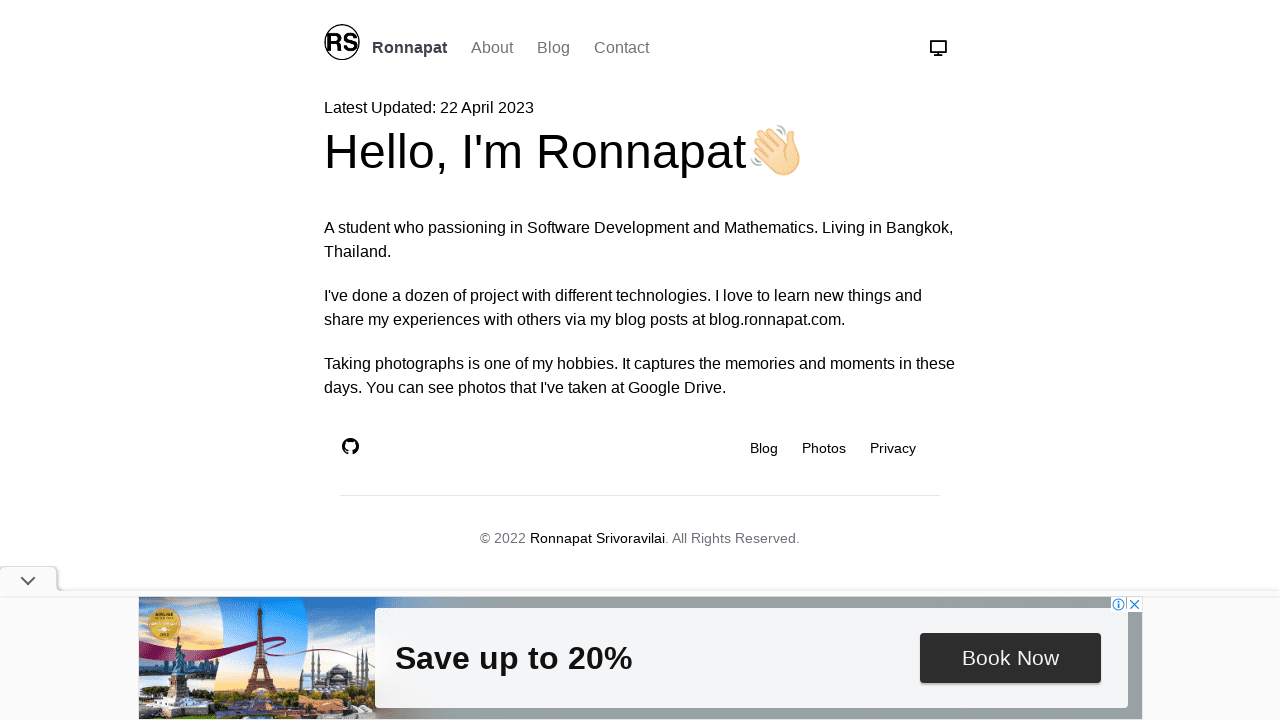 RS
Ronnapat About Blog Contact
Latest Updated: 22 April 2023
Hello, I'm Ronnapat👋🏻
A student who passioning in Software Development and Mathematics. Living in Bangkok,
Thailand.
I've done a dozen of project with different technologies. I love to learn new things and
share my experiences with others via my blog posts at blog.ronnapat.com.
Taking photographs is one of my hobbies. It captures the memories and moments in these
days. You can see photos that I've taken at Google Drive.
Blog Photos Privacy
© 2022 Ronnapat Srivoravilai. All Rights Reserved.
Save up to 20%
Book Now